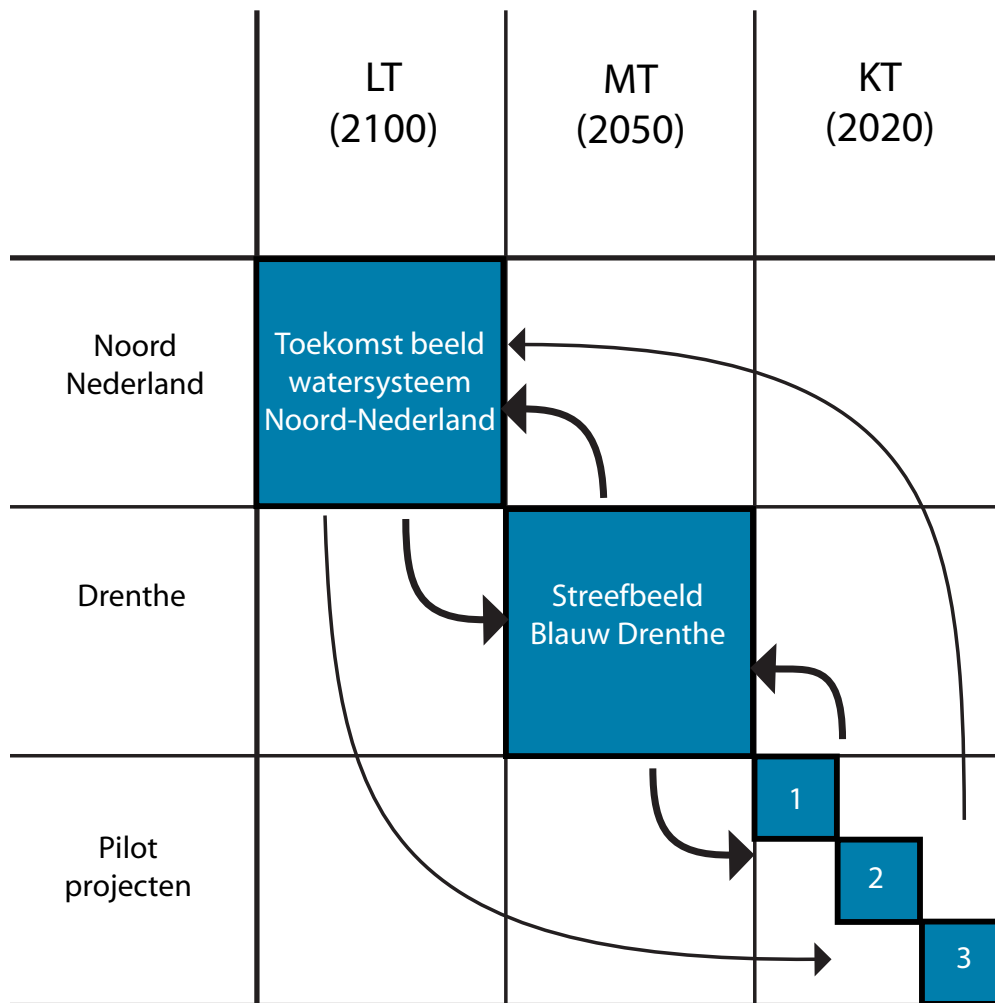 LT
(2100)
MT
(2050)
KT
(2020)
Noord
Nederland
Toekomst beeld
watersysteem
Noord-Nederland
Drenthe
Streefbeeld
Blauw Drenthe
Pilot
projecten
1
2
3